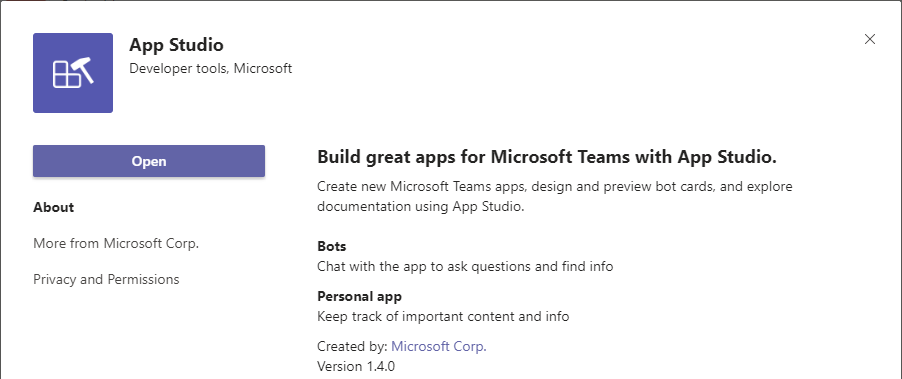 App Studio
Developer tools, Microsoft
Open
About
More from Microsoft Corp.
Privacy and Permissions
Build great apps for Microsoft Teams with App Studio.
Create new Microsoft Teams apps, design and preview bot cards, and explore
documentation using App Studio.
Bots
Chat with the app to ask questions and find info
Personal app
Keep track of important content and info
Created by: Microsoft Corp.
Version 1.4.0